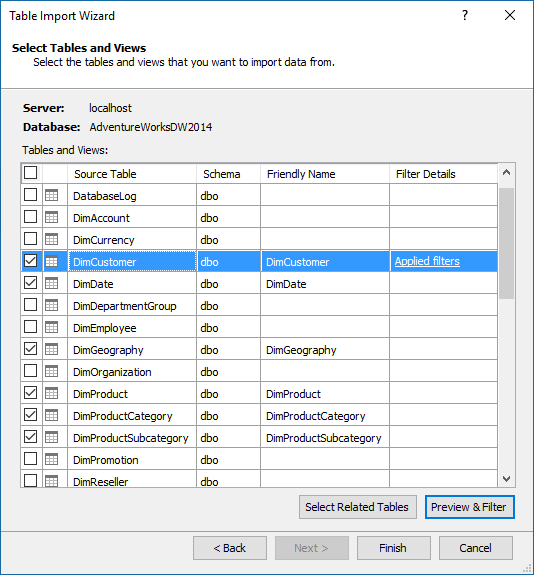 Table Import Wizard
Select Tables and Views
Select the tables and views that you want to import data from.
Server: localhost
Database: AdventureWorksDW2014
Tables and Views:
Source Table Schema Friendly Name Filter Details
DatabaseLog dbo
DimAccount dbo
DimCurrency dbo
DimCustomer dbo DimCustomer Applied filters
DimDate dbo DimDate
DimDepartmentGroup dbo
DimEmployee dbo
DimGeography dbo DimGeography
DimOrganization dbo
DimProduct dbo DimProduct
DimProductCategory dbo DimProductCategory
DimProductSubcategory dbo DimProductSubcategory
DimPromotion dbo
DimReseller dbo
Select Related Tables Preview & Filter
< Back Next > Finish Cancel